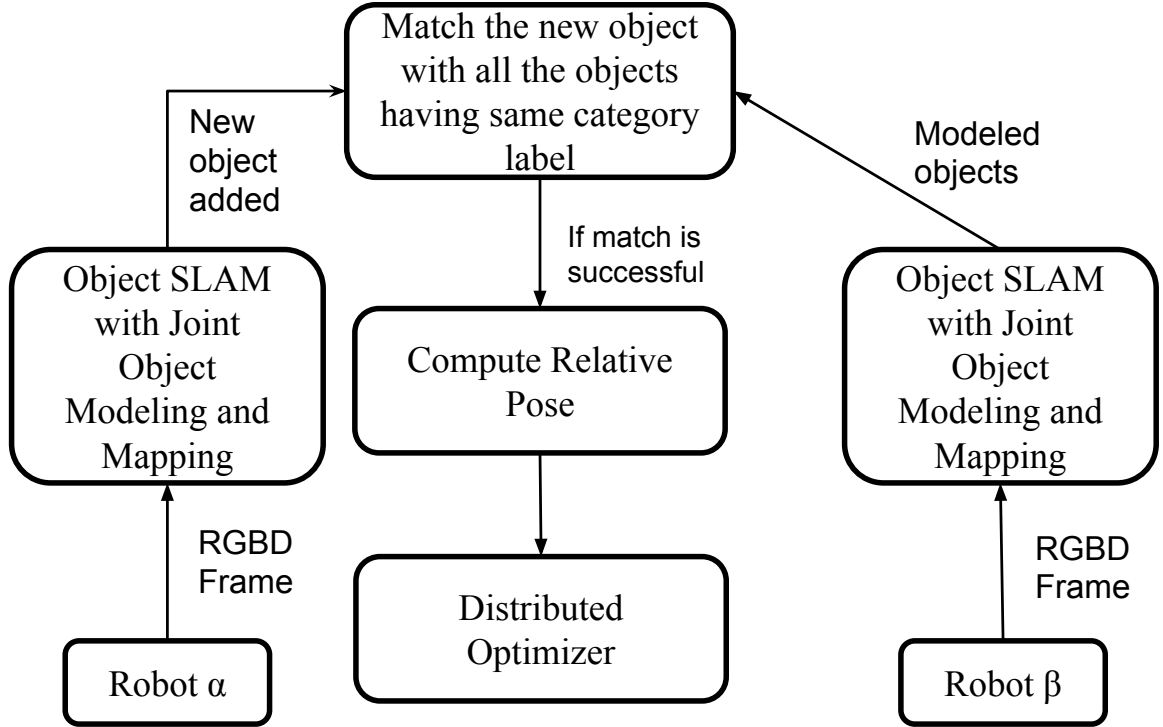 Match the new object
with all the objects
having same category
label
New
object
added
Modeled
objects
If match is
successful
Object SLAM
with Joint
Object
Modeling and
Mapping
Compute Relative
Pose
Object SLAM
with Joint
Object
Modeling and
Mapping
RGBD
Frame
RGBD
Frame
Distributed
Optimizer
Robot α
Robot β